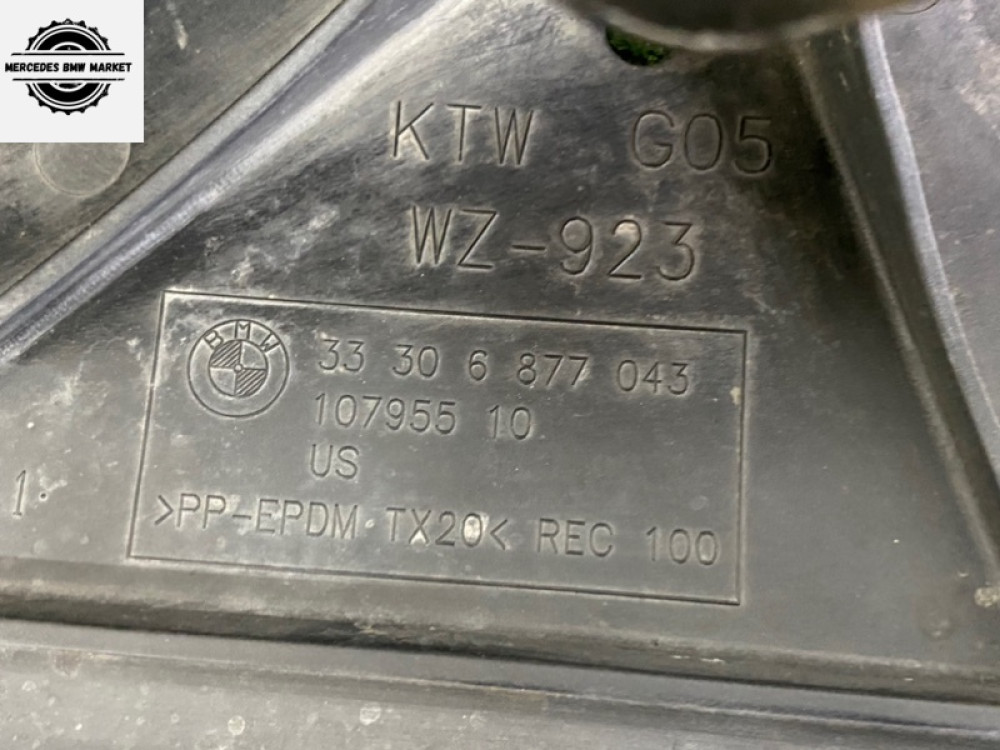 MERCEDES BMW MARKET
KTW G05
WZ-923
BMW
33 30 6 877 043
107955 10
US
>PP-EPDM TX20< REC 100
1